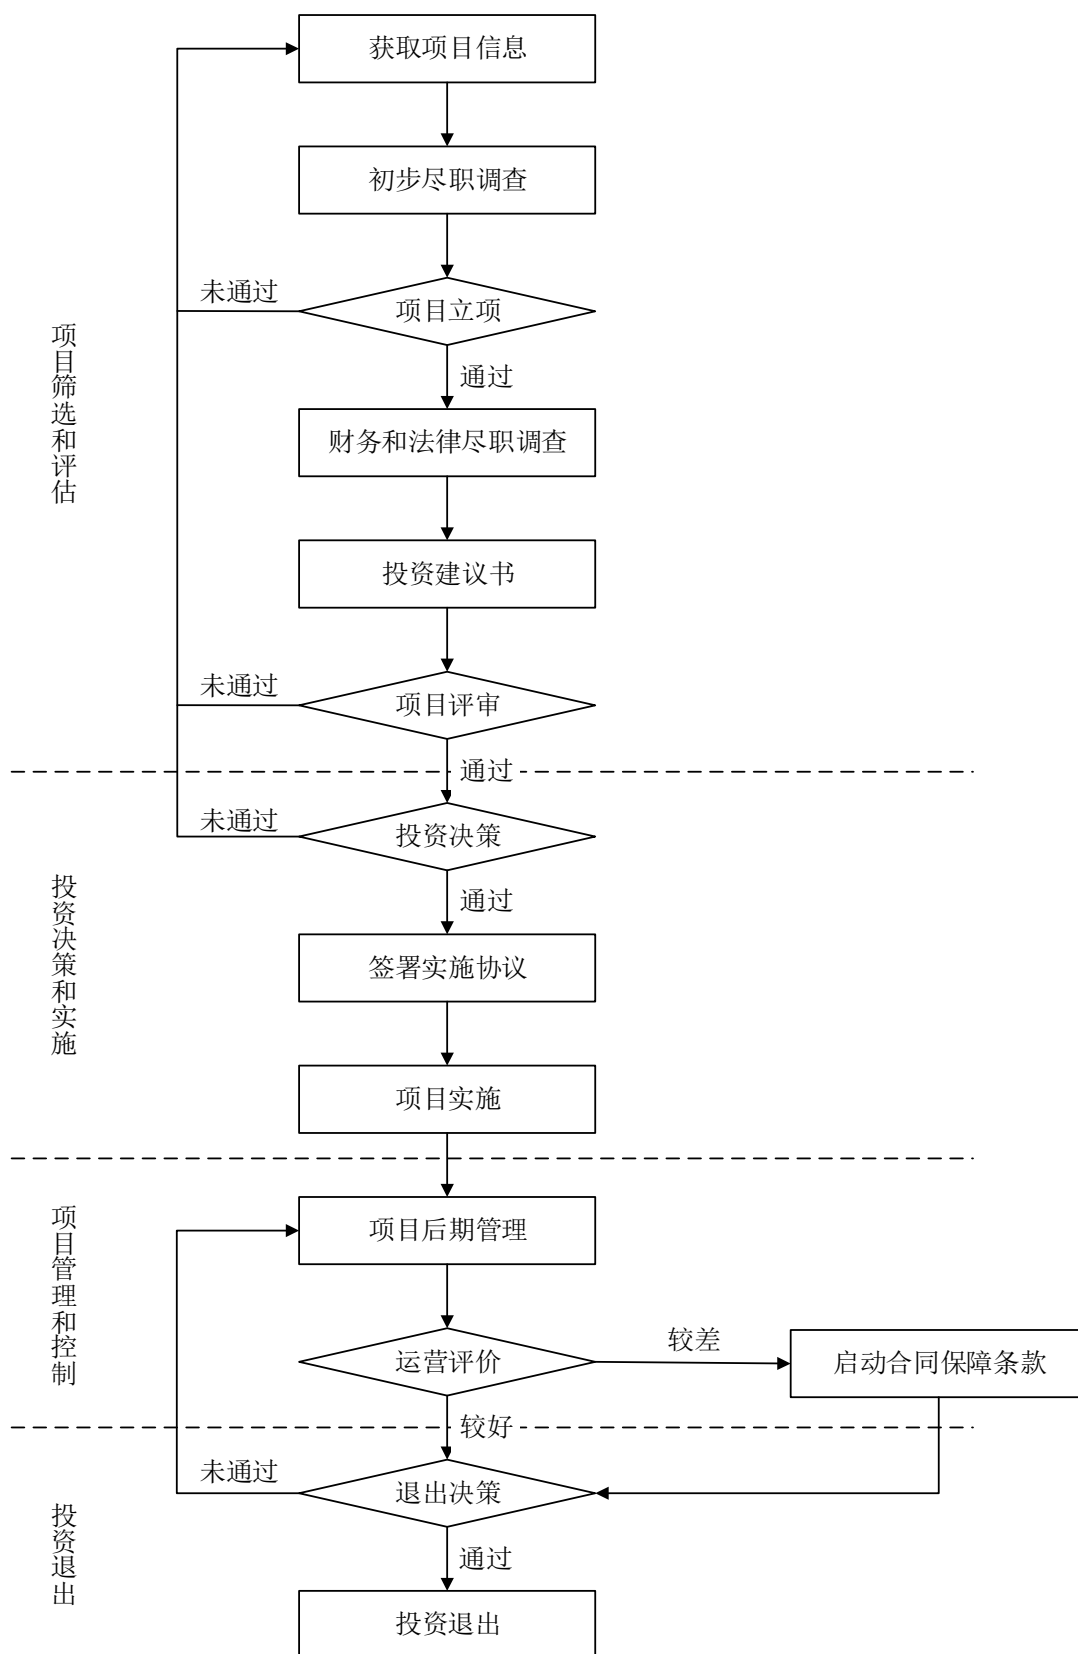 获取项目信息
初步尽职调查
未通过
项目立项
通过
项目筛选和评估
财务和法律尽职调查
投资建议书
未通过
项目评审
通过
未通过
投资决策
通过
投资决策和实施
签署实施协议
项目实施
项目后期管理
项目管理和控制
运营评价
较差
启动合同保障条款
较好
未通过
退出决策
通过
投资退出
投资退出